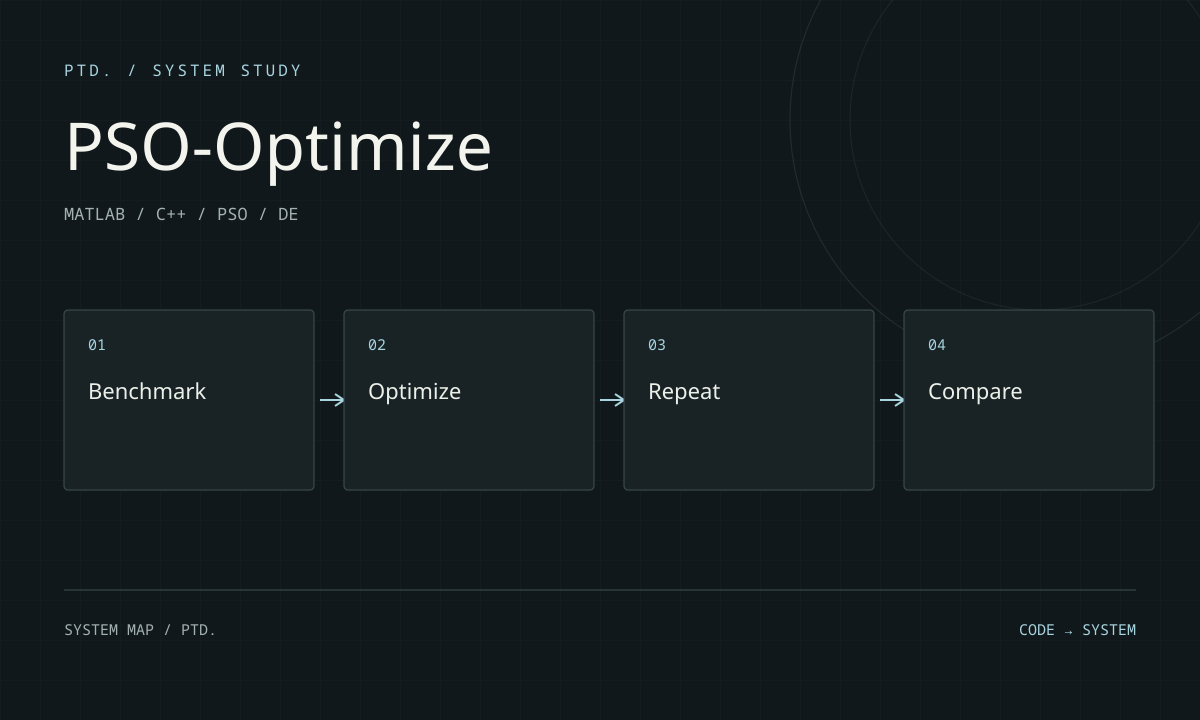 PTD. / SYSTEM STUDY
PSO-Optimize
MATLAB / C++ / PSO / DE
01
Benchmark
02
Optimize
03
Repeat
04
Compare
SYSTEM MAP / PTD.
CODE → SYSTEM